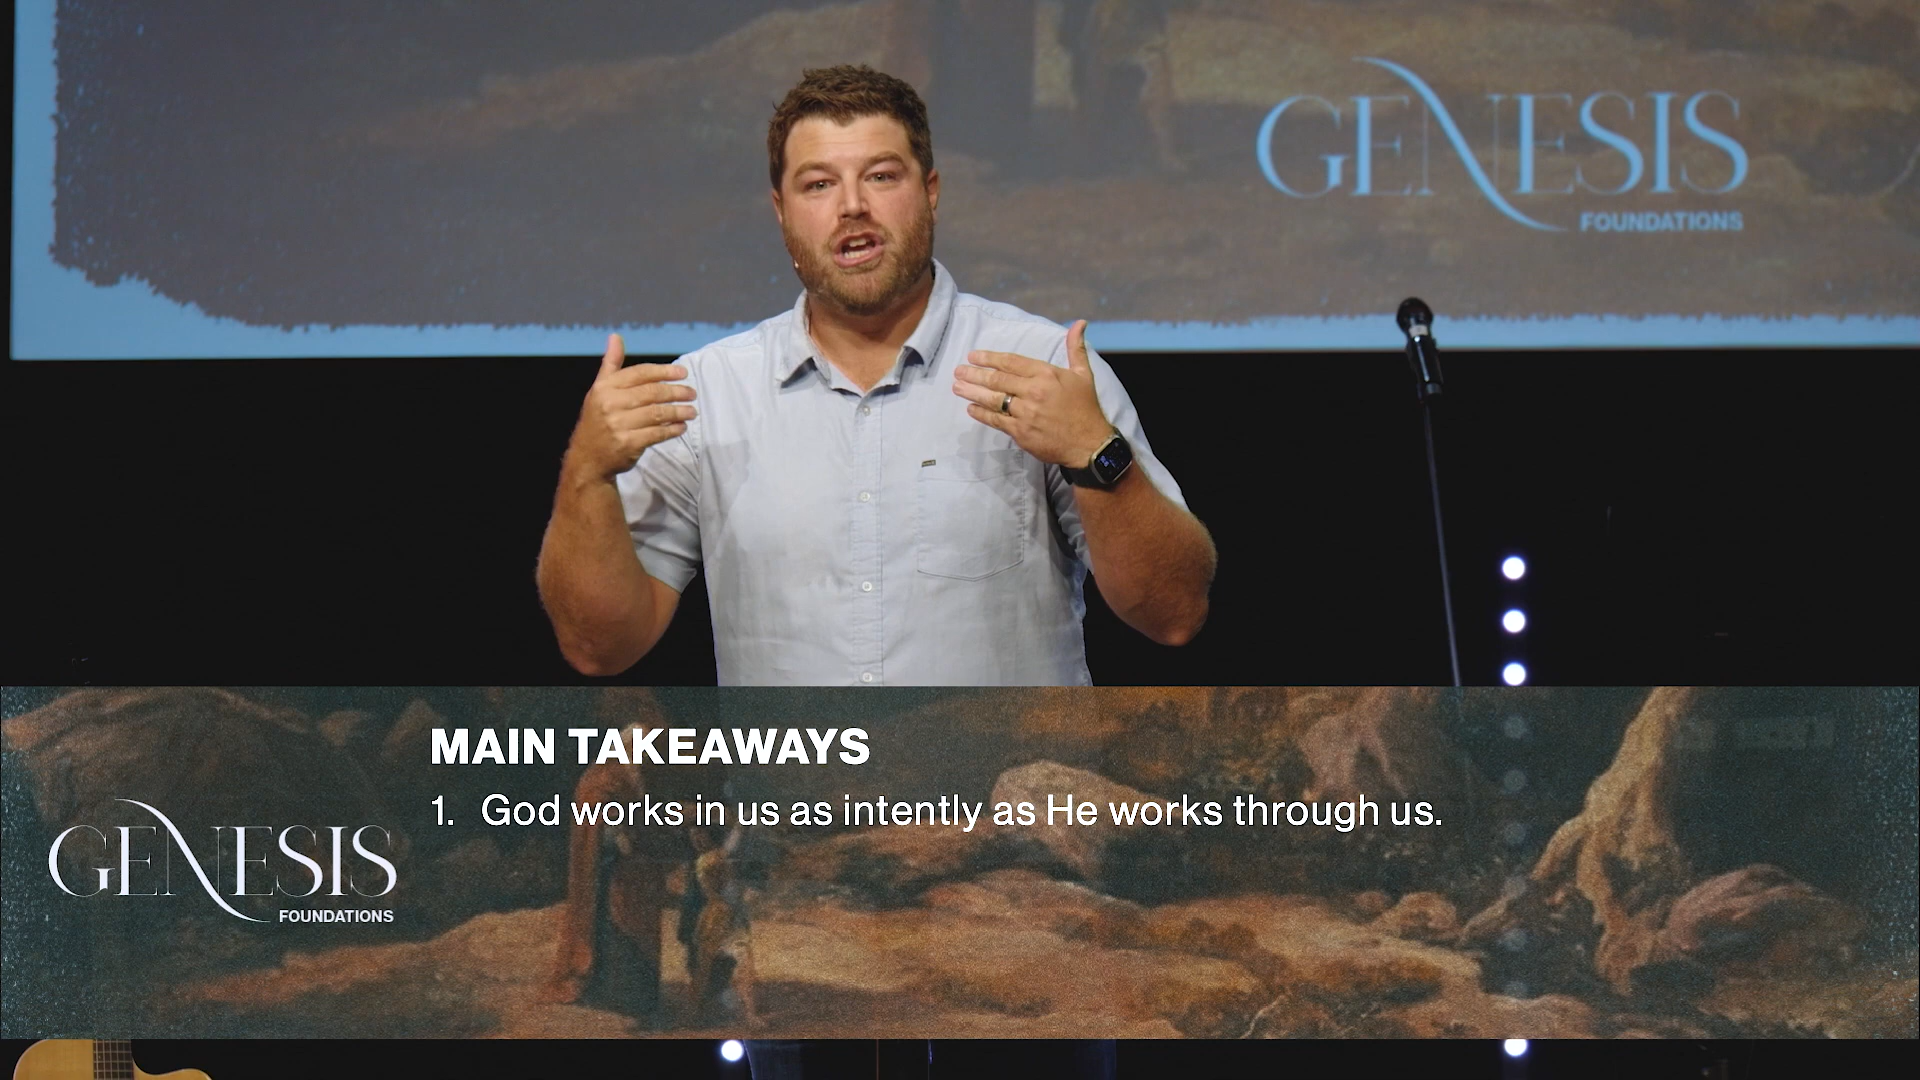 GENESIS
FOUNDATIONS
MAIN TAKEAWAYS
1. God works in us as intently as He works through us.
GENESIS
FOUNDATIONS